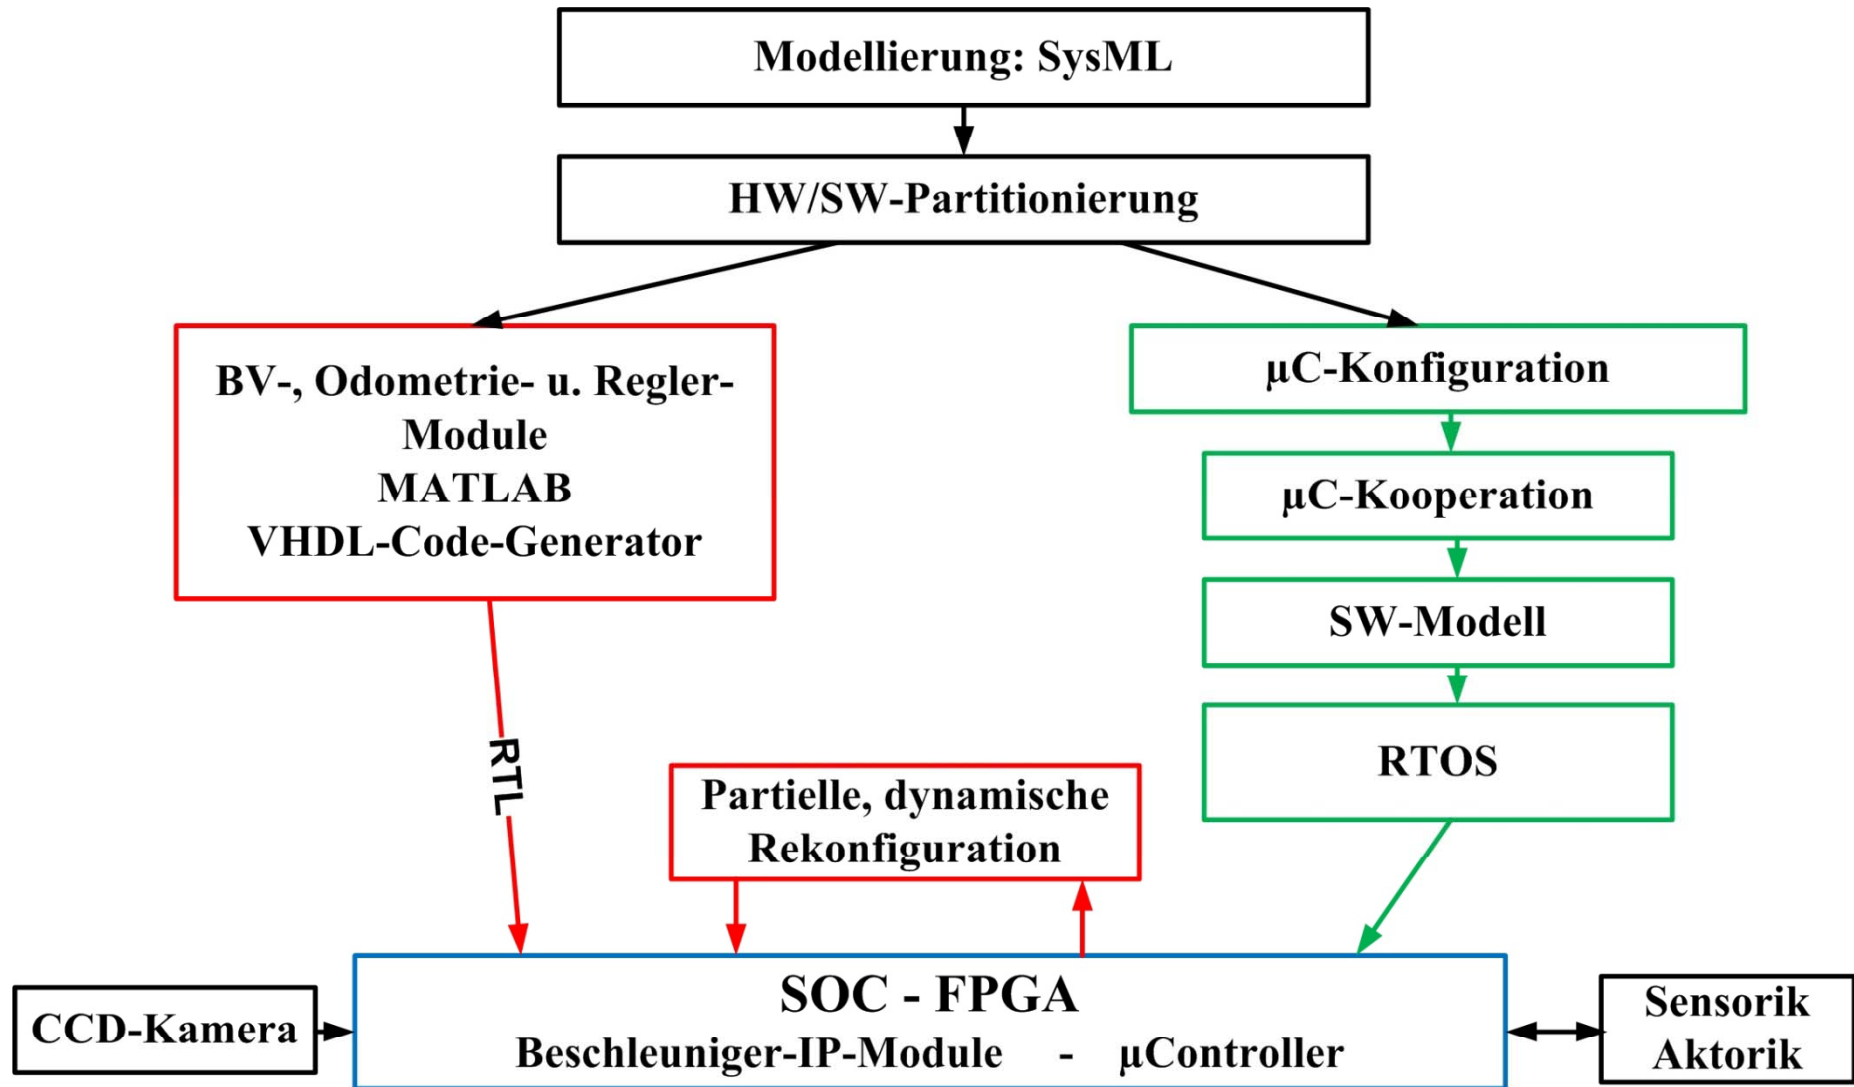 Modellierung: SysML
HW/SW-Partitionierung
BV-, Odometrie- u. Regler-
Module
MATLAB
VHDL-Code-Generator
µC-Konfiguration
µC-Kooperation
SW-Modell
RTOS
RTL
Partielle, dynamische
Rekonfiguration
CCD-Kamera
SOC - FPGA
Beschleuniger-IP-Module - µController
Sensorik
Aktorik